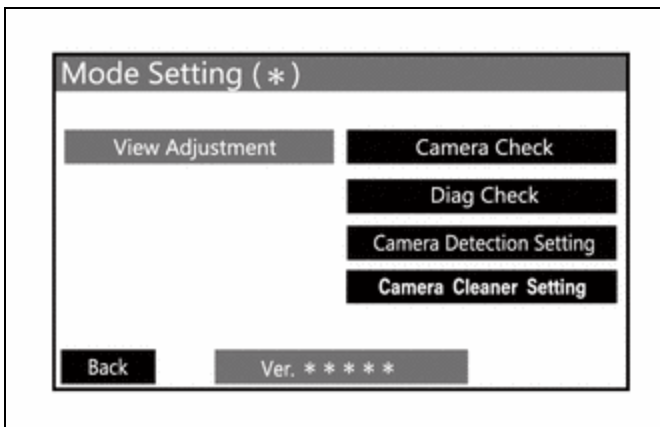 Mode Setting (*)
View Adjustment
Camera Check
Diag Check
Camera Detection Setting
Camera Cleaner Setting
Back
Ver. * * * * *